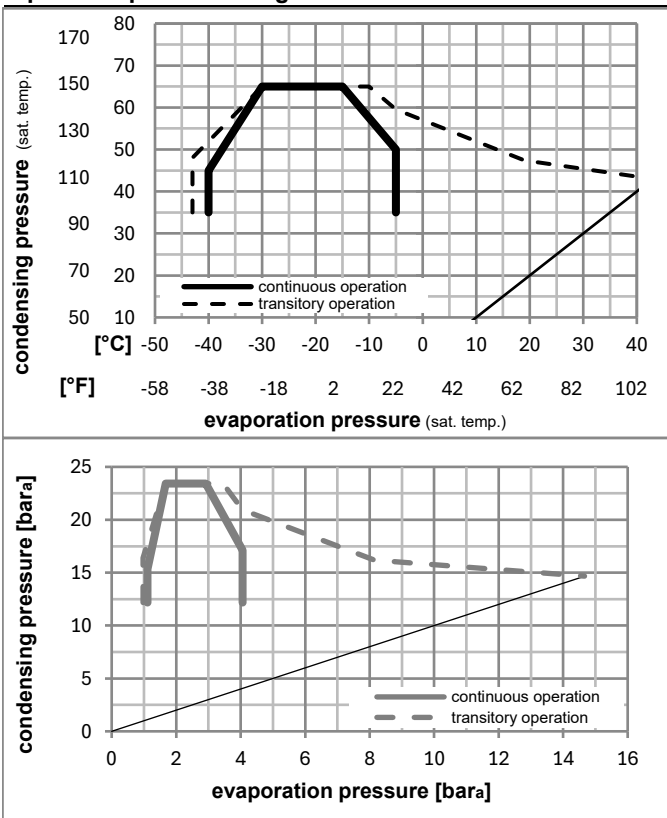 condensing pressure (sat. temp.)
170 80
70
150 60
130 50
110 40
90 30
70 20
50 10
continuous operation
transitory operation
[°C] -50 -40 -30 -20 -10 0 10 20 30 40
[°F] -58 -38 -18 2 22 42 62 82 102
evaporation pressure (sat. temp.)
condensing pressure [bara]
25
20
15
10
5
0
continuous operation
transitory operation
0 2 4 6 8 10 12 14 16
evaporation pressure [bara]